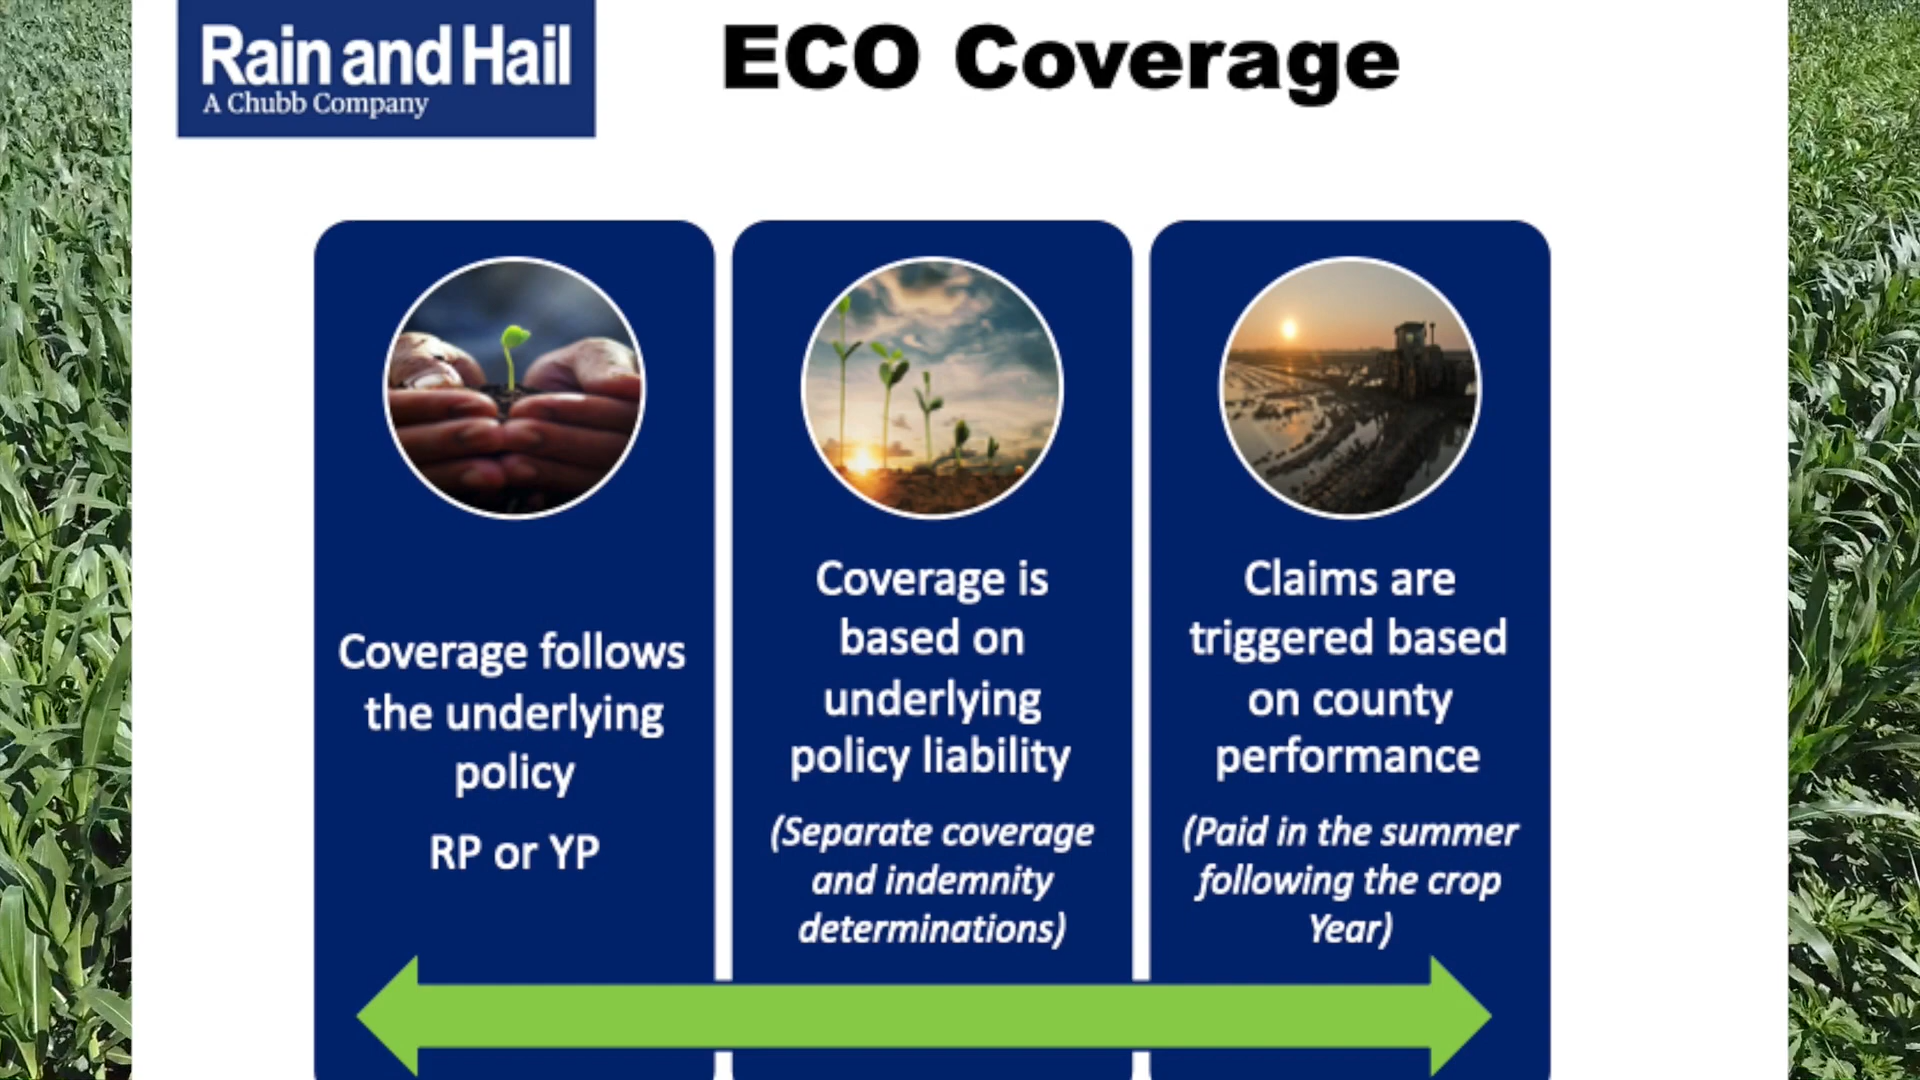 Rain and Hail
A Chubb Company
ECO Coverage
Coverage follows
the underlying
policy
RP or YP
Coverage is
based on
underlying
policy liability
(Separate coverage
and indemnity
determinations)
Claims are
triggered based
on county
performance
(Paid in the summer
following the crop
Year)